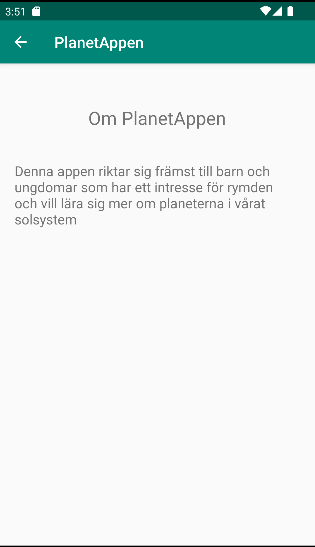 3:51
PlanetAppen
Om PlanetAppen
Denna appen riktar sig främst till barn och
ungdomar som har ett intresse för rymden
och vill lära sig mer om planeterna i vårat
solsystem